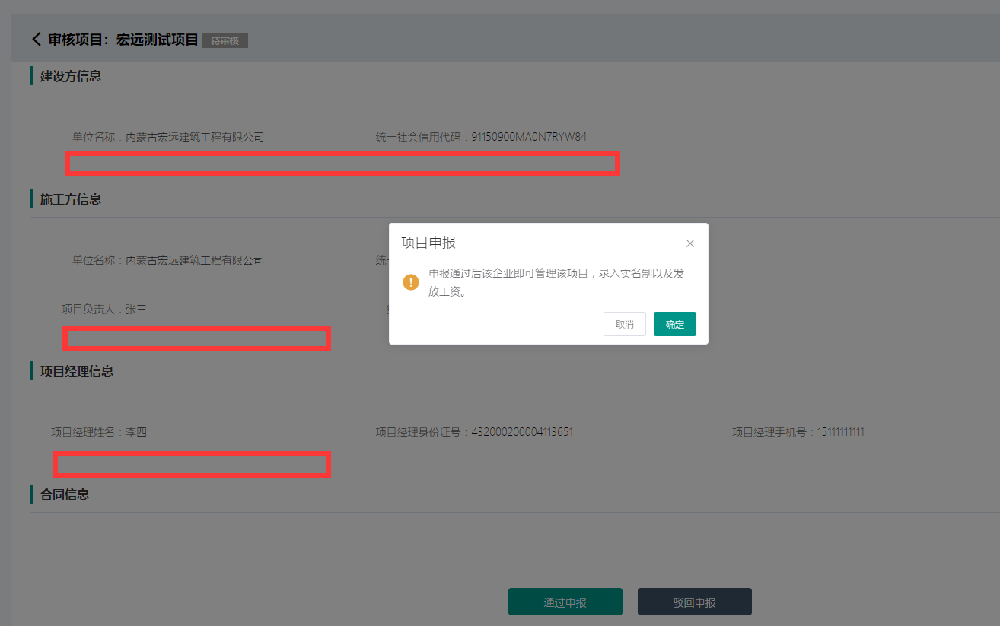 审核项目：宏远测试项目 待审核
建设方信息
单位名称：内蒙古宏远建筑工程有限公司 统一社会信用代码：91150900MA0N7RYW84
施工方信息
单位名称：内蒙古宏远建筑工程有限公司 统一
项目负责人：张三
项目申报
申报通过后该企业即可管理该项目，录入实名制以及发
放工资。
取消 确定
项目经理信息
项目经理姓名：李四 项目经理身份证号：432000200004113651 项目经理手机号：15111111111
合同信息
通过申报 驳回申报